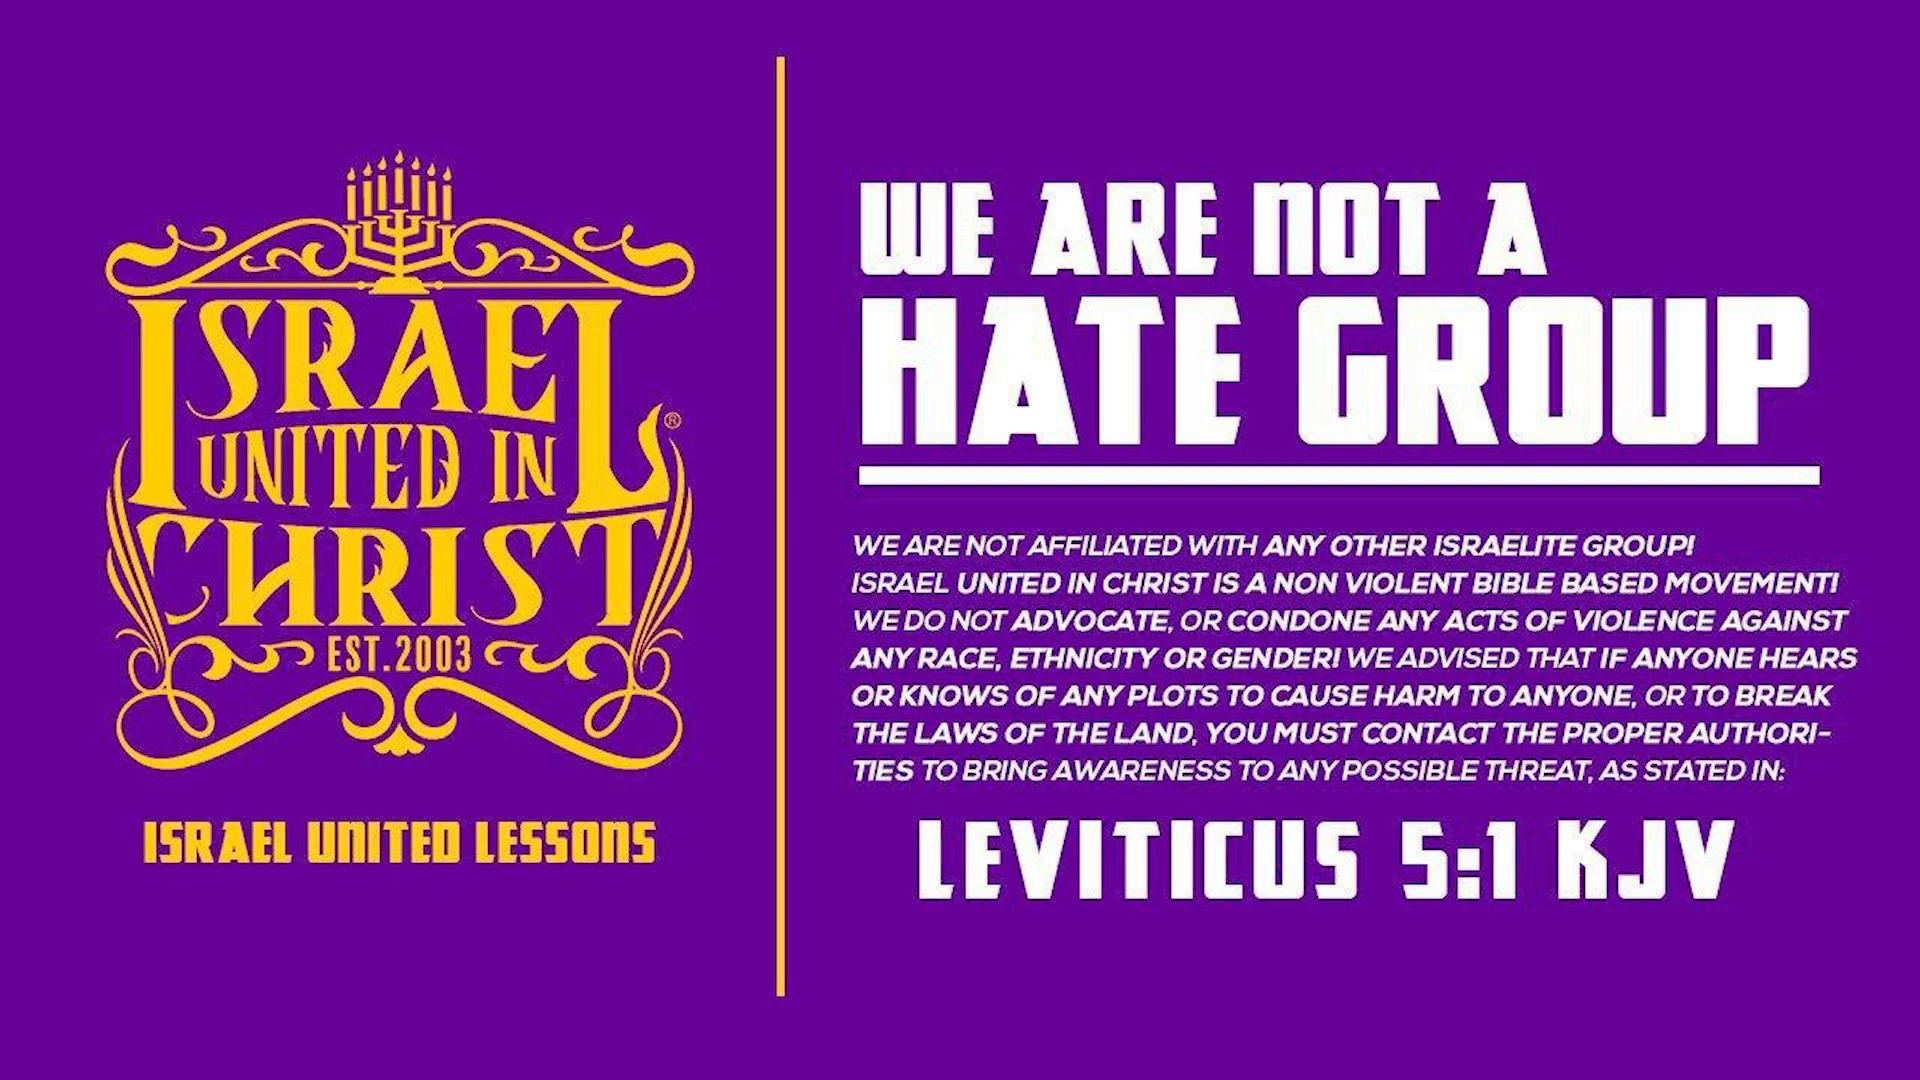 ISRAEL
UNITED IN
CHRIST
®
EST.2003
ISRAEL UNITED LESSONS
WE ARE NOT A
HATE GROUP
WE ARE NOT AFFILIATED WITH ANY OTHER ISRAELITE GROUP!
ISRAEL UNITED IN CHRIST IS A NON VIOLENT BIBLE BASED MOVEMENT!
WE DO NOT ADVOCATE, OR CONDONE ANY ACTS OF VIOLENCE AGAINST
ANY RACE, ETHNICITY OR GENDER! WE ADVISED THAT IF ANYONE HEARS
OR KNOWS OF ANY PLOTS TO CAUSE HARM TO ANYONE, OR TO BREAK
THE LAWS OF THE LAND, YOU MUST CONTACT THE PROPER AUTHORI-
TIES TO BRING AWARENESS TO ANY POSSIBLE THREAT, AS STATED IN:
LEVITICUS 5:1 KJV